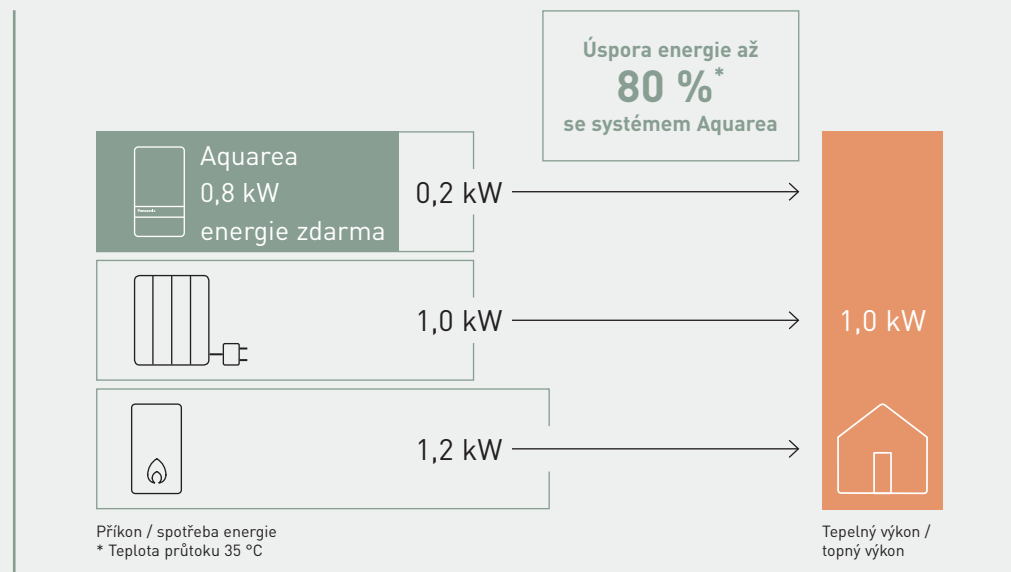 Úspora energie až
80 %*
se systémem Aquarea
Aquarea
0,8 kW
energie zdarma
0,2 kW
1,0 kW
1,0 kW
1,2 kW
Příkon / spotřeba energie
* Teplota průtoku 35 °C
Tepelný výkon /
topný výkon